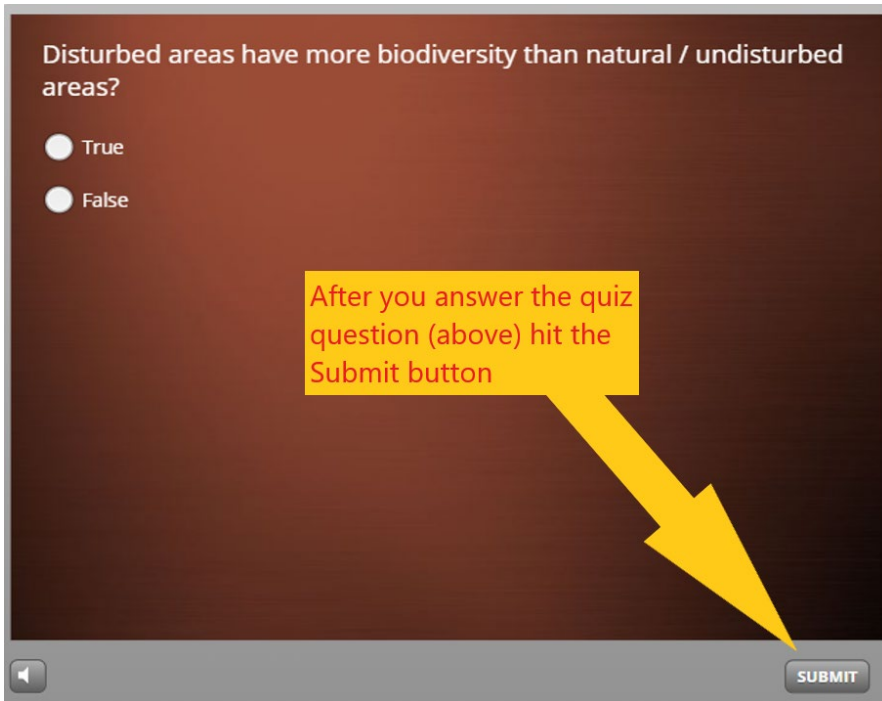 Disturbed areas have more biodiversity than natural / undisturbed
areas?
True
False
After you answer the quiz
question (above) hit the
Submit button
SUBMIT